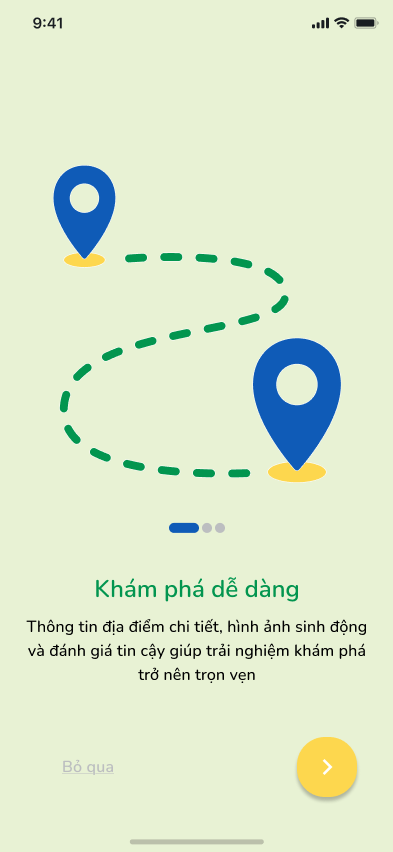 9:41
Khám phá dễ dàng
Thông tin địa điểm chi tiết, hình ảnh sinh động
và đánh giá tin cậy giúp trải nghiệm khám phá
trở nên trọn vẹn
Bỏ qua